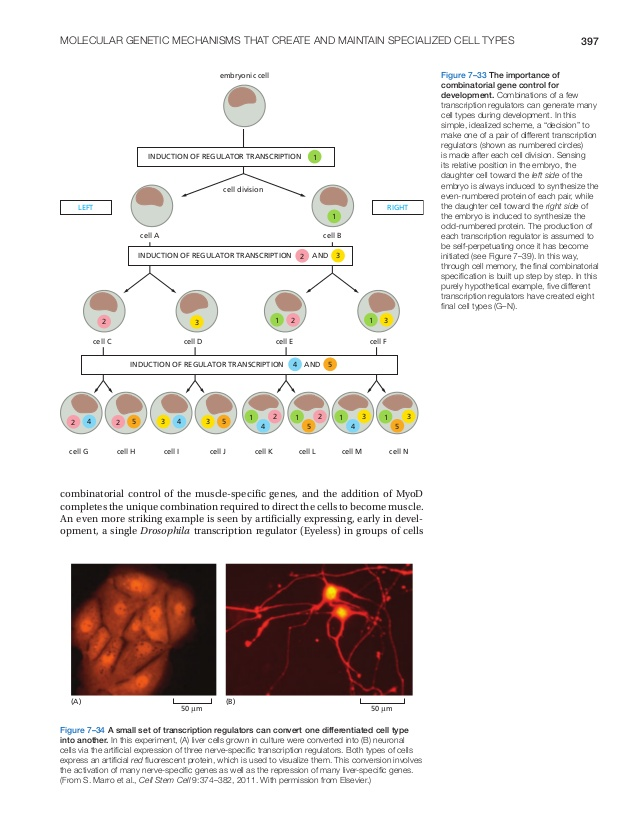 MOLECULAR GENETIC MECHANISMS THAT CREATE AND MAINTAIN SPECIALIZED CELL TYPES
397
embryonic cell
INDUCTION OF REGULATOR TRANSCRIPTION 1
cell division
LEFT
RIGHT
1
cell A
cell B
INDUCTION OF REGULATOR TRANSCRIPTION 2 AND 3
2
3
1 2
1 3
cell C
cell D
cell E
cell F
INDUCTION OF REGULATOR TRANSCRIPTION 4 AND 5
2 4
2 5
3 4
3 5
1 2 4
1 2 5
1 3 4
1 3 5
cell G
cell H
cell I
cell J
cell K
cell L
cell M
cell N
Figure 7–33 The importance of
combinatorial gene control for
development. Combinations of a few
transcription regulators can generate many
cell types during development. In this
simple, idealized scheme, a “decision” to
make one of a pair of different transcription
regulators (shown as numbered circles)
is made after each cell division. Sensing
its relative position in the embryo, the
daughter cell toward the left side of the
embryo is always induced to synthesize the
even-numbered protein of each pair, while
the daughter cell toward the right side of
the embryo is induced to synthesize the
odd-numbered protein. The production of
each transcription regulator is assumed to
be self-perpetuating once it has become
initiated (see Figure 7–39). In this way,
through cell memory, the final combinatorial
specification is built up step by step. In this
purely hypothetical example, five different
transcription regulators have created eight
final cell types (G–N).
combinatorial control of the muscle-specific genes, and the addition of MyoD
completes the unique combination required to direct the cells to become muscle.
An even more striking example is seen by artificially expressing, early in devel-
opment, a single Drosophila transcription regulator (Eyeless) in groups of cells
(A)
50 µm
(B)
50 µm
Figure 7–34 A small set of transcription regulators can convert one differentiated cell type
into another. In this experiment, (A) liver cells grown in culture were converted into (B) neuronal
cells via the artificial expression of three nerve-specific transcription regulators. Both types of cells
express an artificial red fluorescent protein, which is used to visualize them. This conversion involves
the activation of many nerve-specific genes as well as the repression of many liver-specific genes.
(From S. Marro et al., Cell Stem Cell 9:374–382, 2011. With permission from Elsevier.)